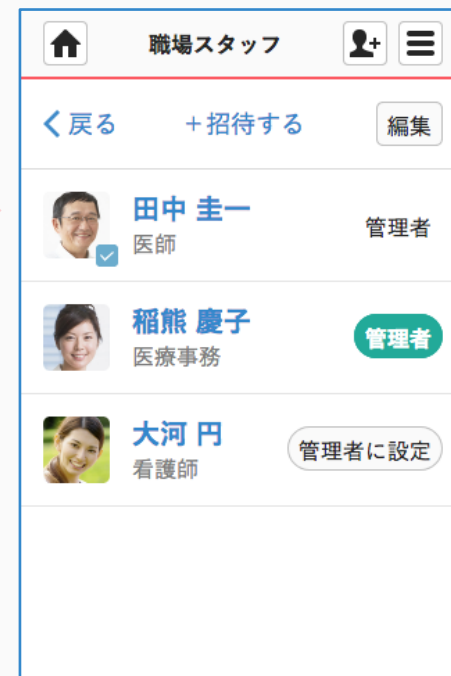 職場スタッフ
戻る +招待する 編集
田中 圭一
医師
管理者
稲熊 慶子
医療事務
管理者
大河 円
看護師
管理者に設定